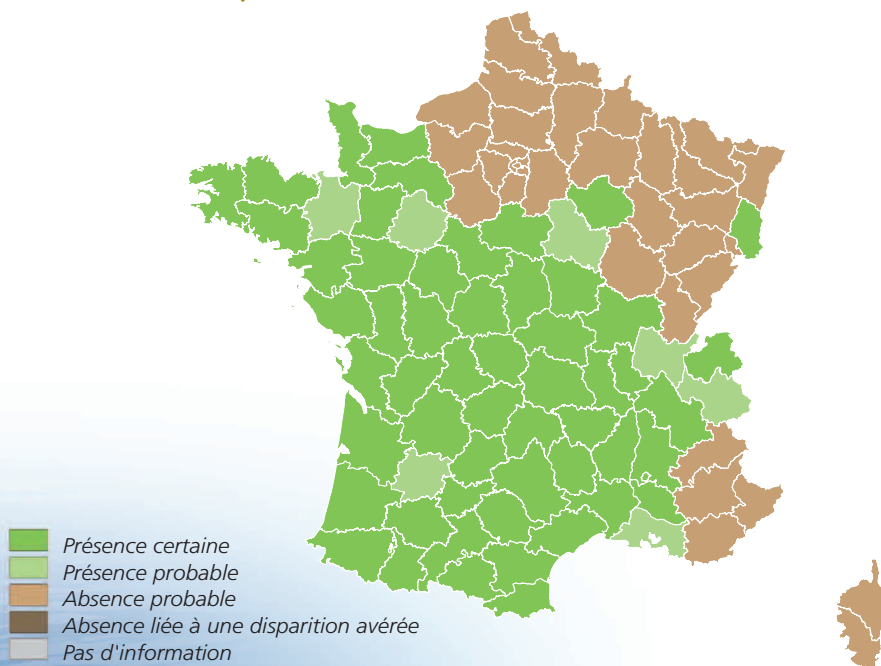 Présence certaine
Présence probable
Absence probable
Absence liée à une disparition avérée
Pas d'information